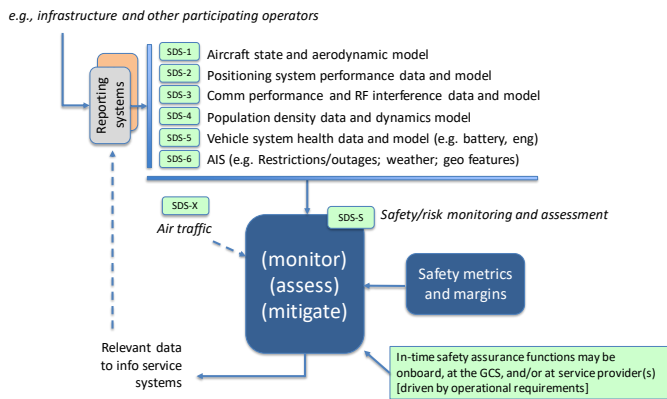 e.g., infrastructure and other participating operators
Reporting
systems
SDS-1 Aircraft state and aerodynamic model
SDS-2 Positioning system performance data and model
SDS-3 Comm performance and RF interference data and model
SDS-4 Population density data and dynamics model
SDS-5 Vehicle system health data and model (e.g. battery, eng)
SDS-6 AIS (e.g. Restrictions/outages; weather; geo features)
SDS-X
Air traffic
SDS-S
Safety/risk monitoring and assessment
(monitor)
(assess)
(mitigate)
Safety metrics
and margins
Relevant data
to info service
systems
In-time safety assurance functions may be
onboard, at the GCS, and/or at service provider(s)
[driven by operational requirements]